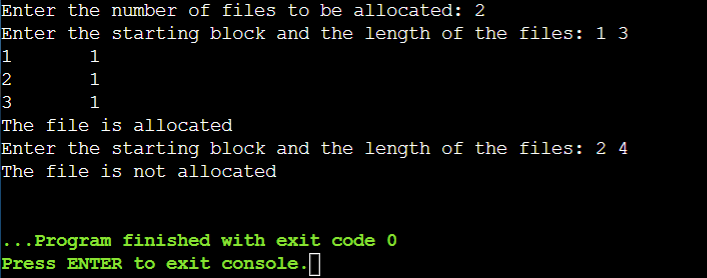 Enter the number of files to be allocated: 2
Enter the starting block and the length of the files: 1 3
1       1
2       1
3       1
The file is allocated
Enter the starting block and the length of the files: 2 4
The file is not allocated
...Program finished with exit code 0
Press ENTER to exit console.